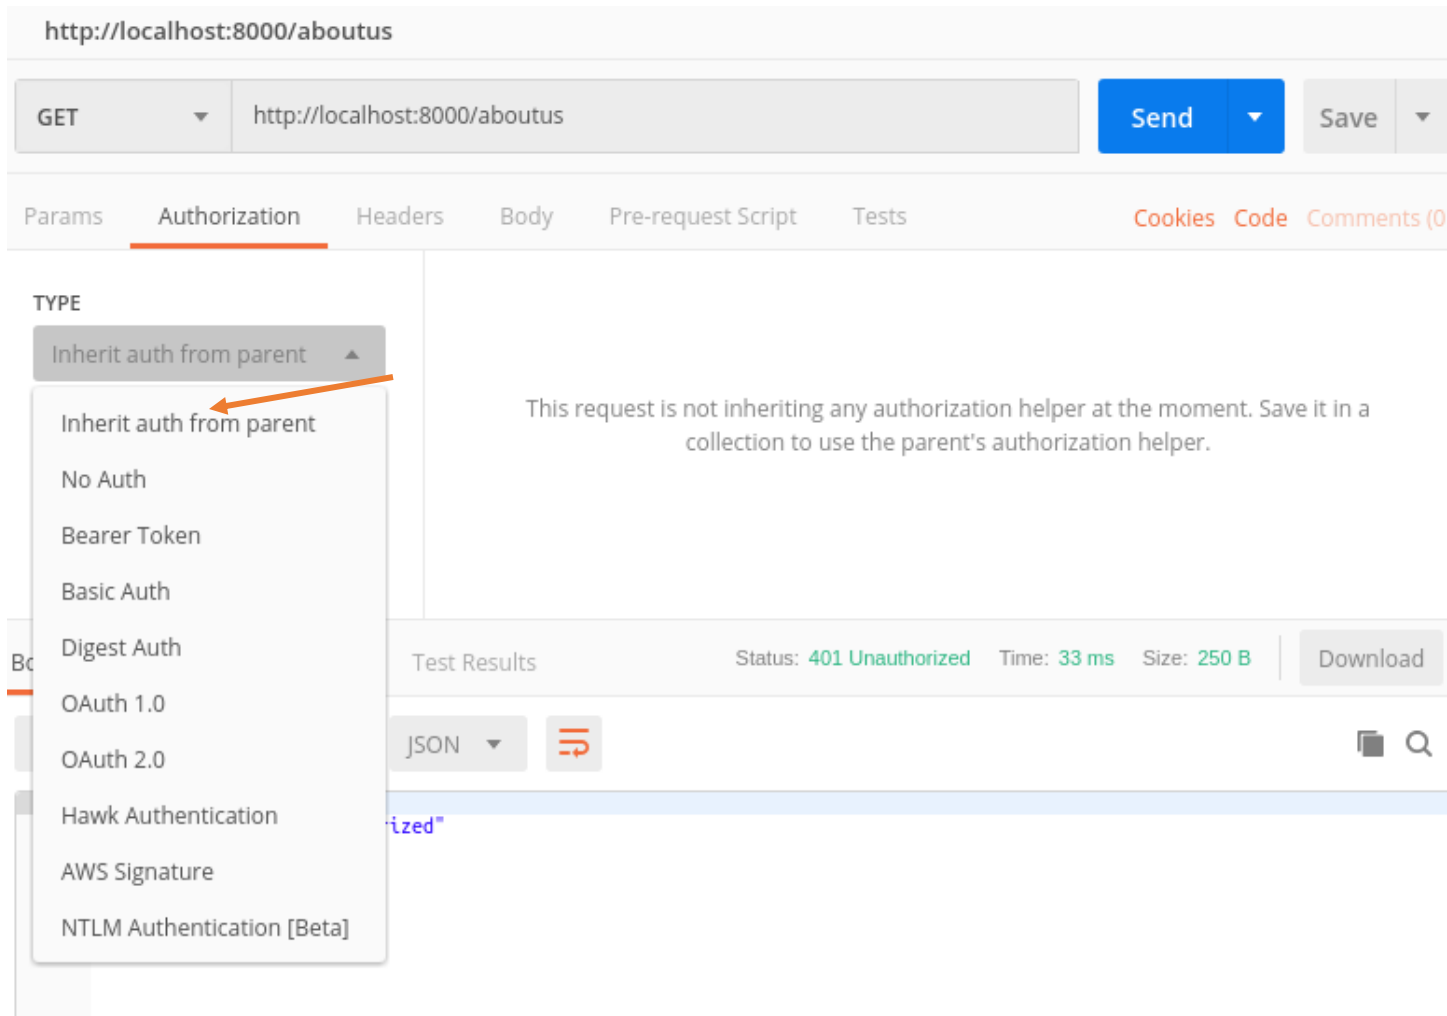 http://localhost:8000/aboutus
GET http://localhost:8000/aboutus Send Save
Params Authorization Headers Body Pre-request Script Tests Cookies Code Comments (0
TYPE
Inherit auth from parent
Inherit auth from parent
No Auth
Bearer Token
Basic Auth
Digest Auth
OAuth 1.0
OAuth 2.0
Hawk Authentication
AWS Signature
NTLM Authentication [Beta]
This request is not inheriting any authorization helper at the moment. Save it in a
collection to use the parent's authorization helper.
Test Results Status: 401 Unauthorized Time: 33 ms Size: 250 B Download
JSON
rized"